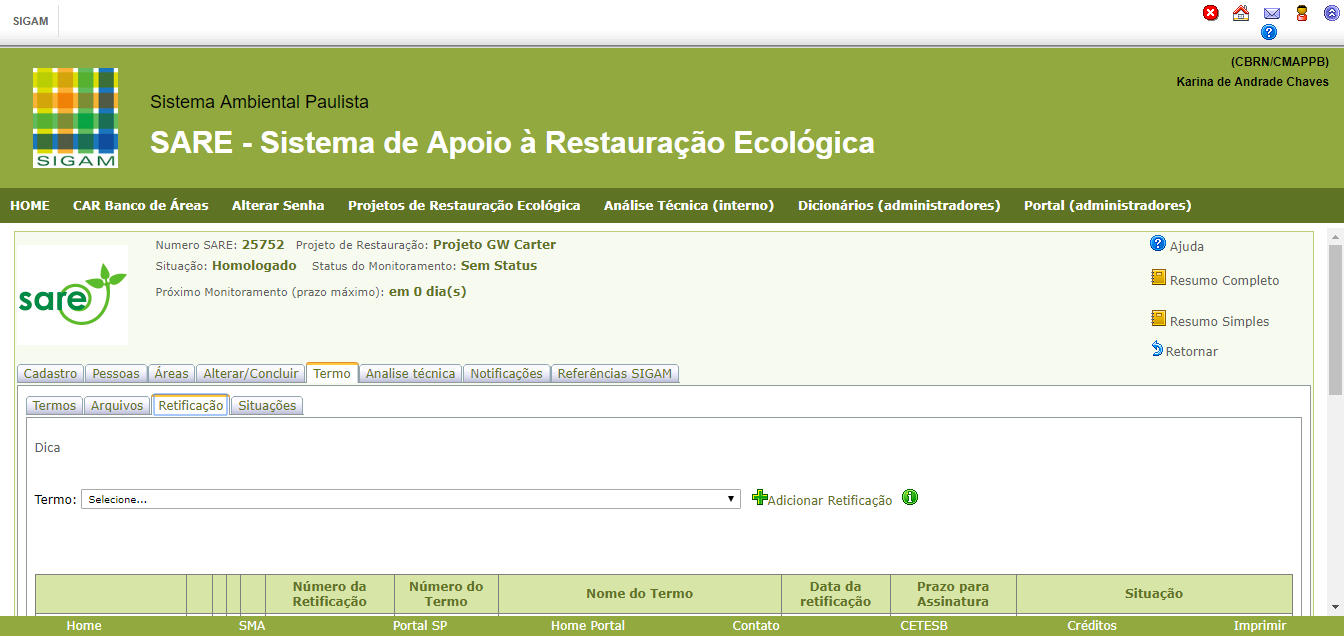 SIGAM
(CBRN/CMAPPB)
Karina de Andrade Chaves
SIGAM
Sistema Ambiental Paulista
SARE - Sistema de Apoio à Restauração Ecológica
HOME CAR Banco de Áreas Alterar Senha Projetos de Restauração Ecológica Análise Técnica (interno) Dicionários (administradores) Portal (administradores)
sare
Numero SARE: 25752 Projeto de Restauração: Projeto GW Carter
Situação: Homologado Status do Monitoramento: Sem Status
Próximo Monitoramento (prazo máximo): em 0 dia(s)
Ajuda
Resumo Completo
Resumo Simples
Retornar
Cadastro Pessoas Áreas Alterar/Concluir Termo Analise técnica Notificações Referências SIGAM
Termos Arquivos Retificação Situações
Dica
Termo: Selecione... Adicionar Retificação
Número da Retificação Número do Termo Nome do Termo Data da retificação Prazo para Assinatura Situação
Home SMA Portal SP Home Portal Contato CETESB Créditos Imprimir